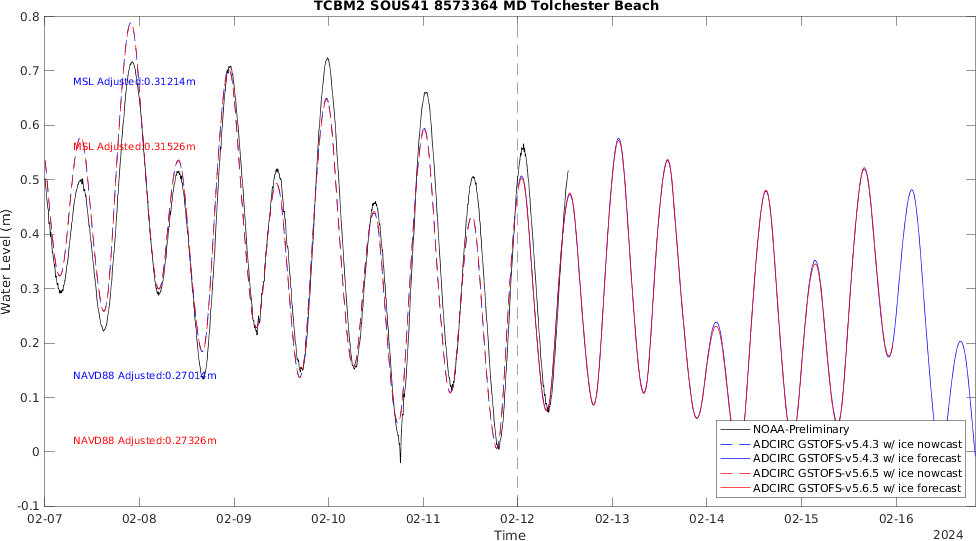 TCBM2 SOUS41 8573364 MD Tolchester Beach
0.8
0.7
0.6
0.5
0.4
0.3
0.2
0.1
0
-0.1
Water Level (m)
MSL Adjusted:0.31214m
MSL Adjusted:0.31526m
NAVD88 Adjusted:0.27014m
NAVD88 Adjusted:0.27326m
NOAA-Preliminary
ADCIRC GSTOFS-v5.4.3 w/ ice nowcast
ADCIRC GSTOFS-v5.4.3 w/ ice forecast
ADCIRC GSTOFS-v5.6.5 w/ ice nowcast
ADCIRC GSTOFS-v5.6.5 w/ ice forecast
02-07 02-08 02-09 02-10 02-11 02-12 02-13 02-14 02-15 02-16
Time
2024